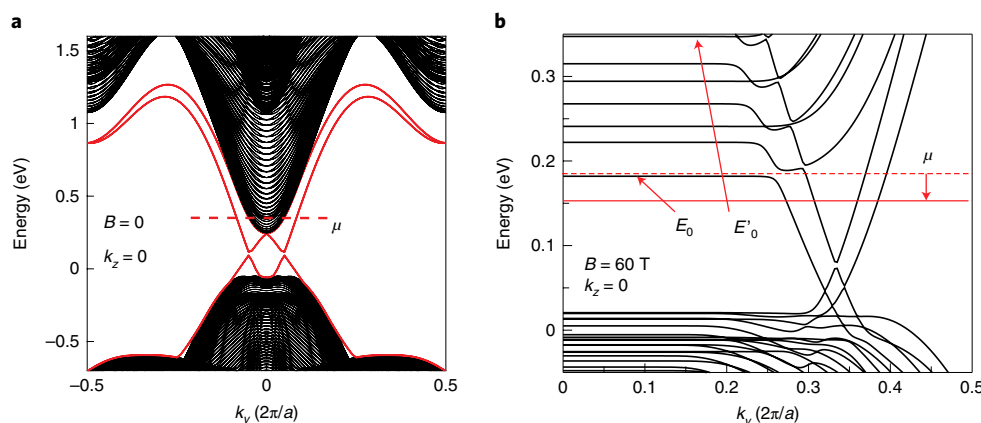 a
1.6
1
0.5
0
−0.5
Energy (eV)
B = 0
k_z = 0
μ
−0.5 0 0.5
k_y (2π/a)
b
0.3
0.2
0.1
0
Energy (eV)
μ
E_0 E'_0
B = 60 T
k_z = 0
0 0.1 0.2 0.3 0.4 0.5
k_y (2π/a)